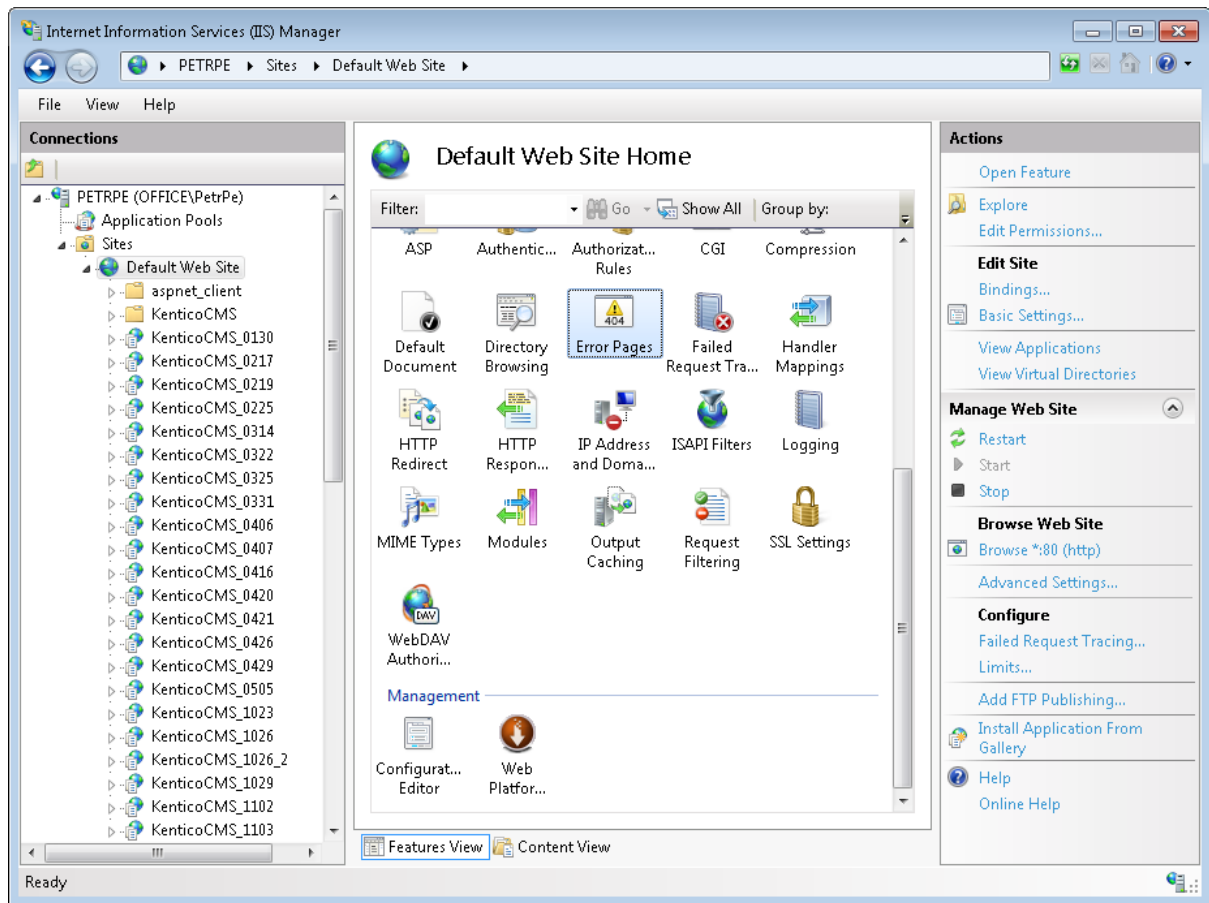 Internet Information Services (IIS) Manager
PETRPE Sites Default Web Site
File View Help
Connections
PETRPE (OFFICE\PetrPe)
Application Pools
Sites
Default Web Site
aspnet_client
KenticoCMS
KenticoCMS_0130
KenticoCMS_0217
KenticoCMS_0219
KenticoCMS_0225
KenticoCMS_0314
KenticoCMS_0322
KenticoCMS_0325
KenticoCMS_0331
KenticoCMS_0406
KenticoCMS_0407
KenticoCMS_0416
KenticoCMS_0420
KenticoCMS_0421
KenticoCMS_0426
KenticoCMS_0429
KenticoCMS_0505
KenticoCMS_1023
KenticoCMS_1026
KenticoCMS_1026_2
KenticoCMS_1029
KenticoCMS_1102
KenticoCMS_1103
Default Web Site Home
Filter: Go Show All Group by:
ASP Authentic... Authorizat... CGI Compression
Rules
404
Default Directory Error Pages Failed Handler
Document Browsing Request Tra... Mappings
HTTP HTTP IP Address ISAPI Filters Logging
Redirect Respon... and Doma...
MIME Types Modules Output Request SSL Settings
Caching Filtering
DAV
WebDAV
Authori...
Management
Configurat... Web
Editor Platfor...
Features View Content View
Actions
Open Feature
Explore
Edit Permissions...
Edit Site
Bindings...
Basic Settings...
View Applications
View Virtual Directories
Manage Web Site
Restart
Start
Stop
Browse Web Site
Browse *:80 (http)
Advanced Settings...
Configure
Failed Request Tracing...
Limits...
Add FTP Publishing...
Install Application From
Gallery
Help
Online Help
Ready